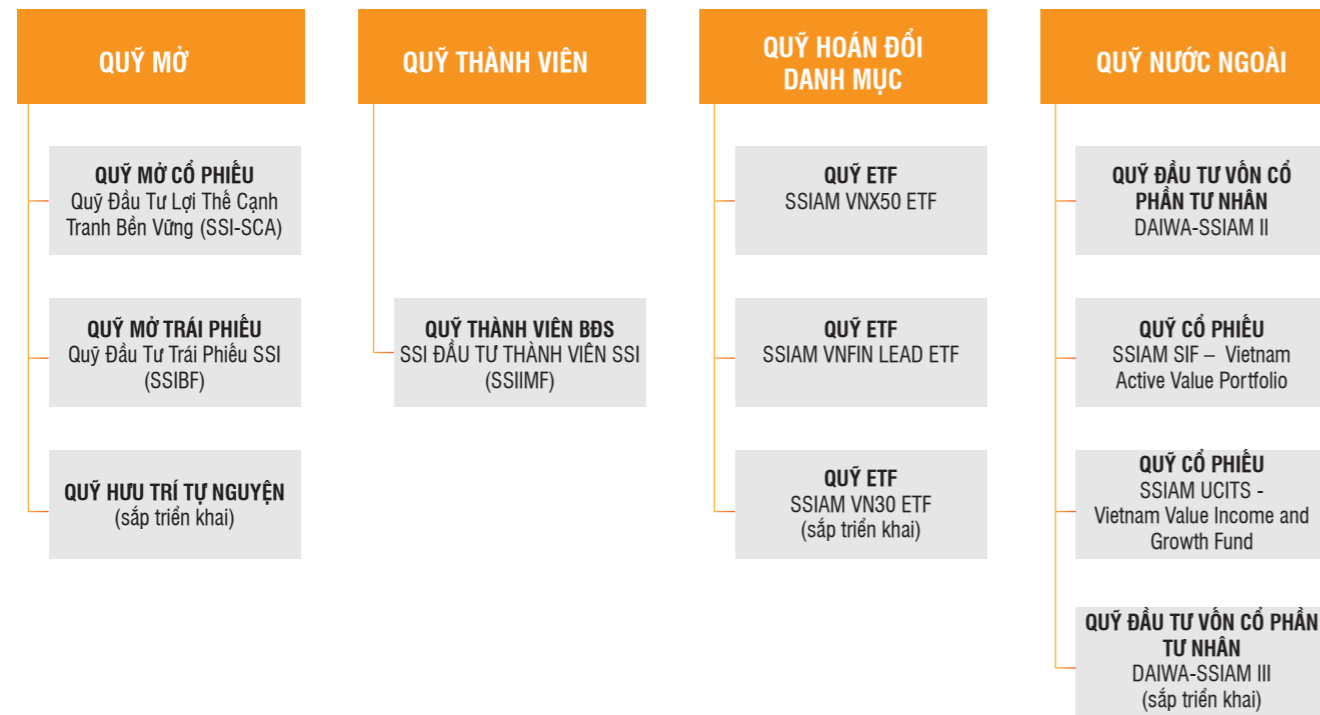 QUỸ MỞ
QUỸ MỞ CỔ PHIẾU
Quỹ Đầu Tư Lợi Thế Cạnh
Tranh Bền Vững (SSI-SCA)
QUỸ MỞ TRÁI PHIẾU
Quỹ Đầu Tư Trái Phiếu SSI
(SSIBF)
QUỸ HƯU TRÍ TỰ NGUYỆN
(sắp triển khai)
QUỸ THÀNH VIÊN
QUỸ THÀNH VIÊN BĐS
SSI ĐẦU TƯ THÀNH VIÊN SSI
(SSIIMF)
QUỸ HOÁN ĐỔI
DANH MỤC
QUỸ ETF
SSIAM VNX50 ETF
QUỸ ETF
SSIAM VNFIN LEAD ETF
QUỸ ETF
SSIAM VN30 ETF
(sắp triển khai)
QUỸ NƯỚC NGOÀI
QUỸ ĐẦU TƯ VỐN CỔ
PHẦN TƯ NHÂN
DAIWA-SSIAM II
QUỸ CỔ PHIẾU
SSIAM SIF – Vietnam
Active Value Portfolio
QUỸ CỔ PHIẾU
SSIAM UCITS -
Vietnam Value Income and
Growth Fund
QUỸ ĐẦU TƯ VỐN CỔ PHẦN
TƯ NHÂN
DAIWA-SSIAM III
(sắp triển khai)